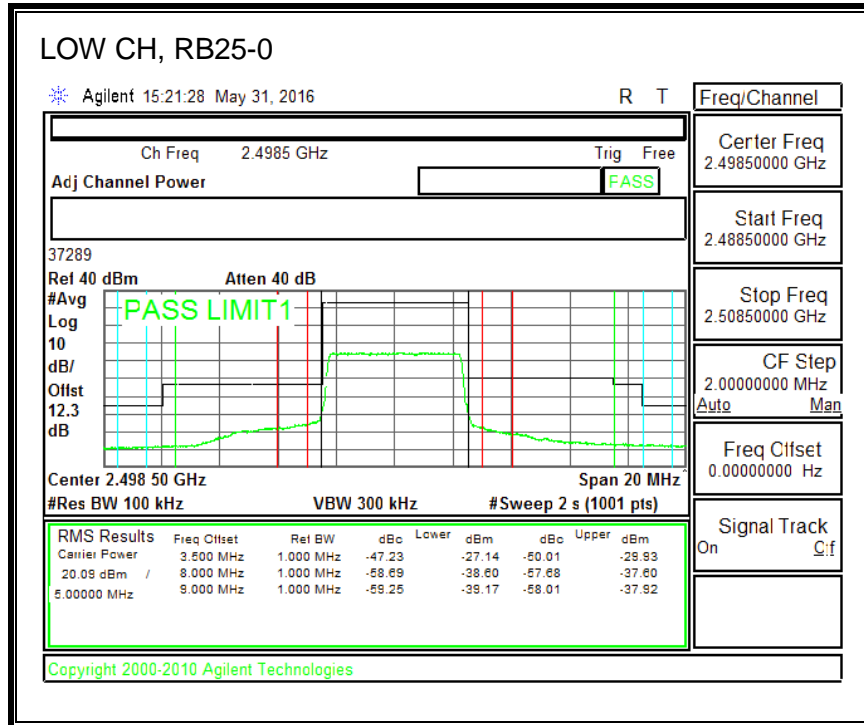 LOW CH, RB25-0
Agilent 15:21:28 May 31, 2016 R T
Freq/Channel
Ch Freq 2.4985 GHz Trig Free
Adj Channel Power PASS
Center Freq
2.49850000 GHz
Start Freq
2.48850000 GHz
37289
Ref 40 dBm Atten 40 dB
#Avg
Log
10
dB/
Offst
12.3
dB
PASS LIMIT1
Stop Freq
2.50850000 GHz
CF Step
2.00000000 MHz
Auto Man
Freq Offset
0.00000000 Hz
Center 2.498 50 GHz Span 20 MHz
#Res BW 100 kHz VBW 300 kHz #Sweep 2 s (1001 pts)
Signal Track
On Off
RMS Results Freq Offset Ref BW dBc Lower dBm dBc Upper dBm
Carrier Power 3.500 MHz 1.000 MHz -47.23 -27.14 -50.01 -29.93
20.09 dBm / 8.000 MHz 1.000 MHz -58.69 -38.60 -57.68 -37.60
5.00000 MHz 9.000 MHz 1.000 MHz -59.25 -39.17 -58.01 -37.92
Copyright 2000-2010 Agilent Technologies